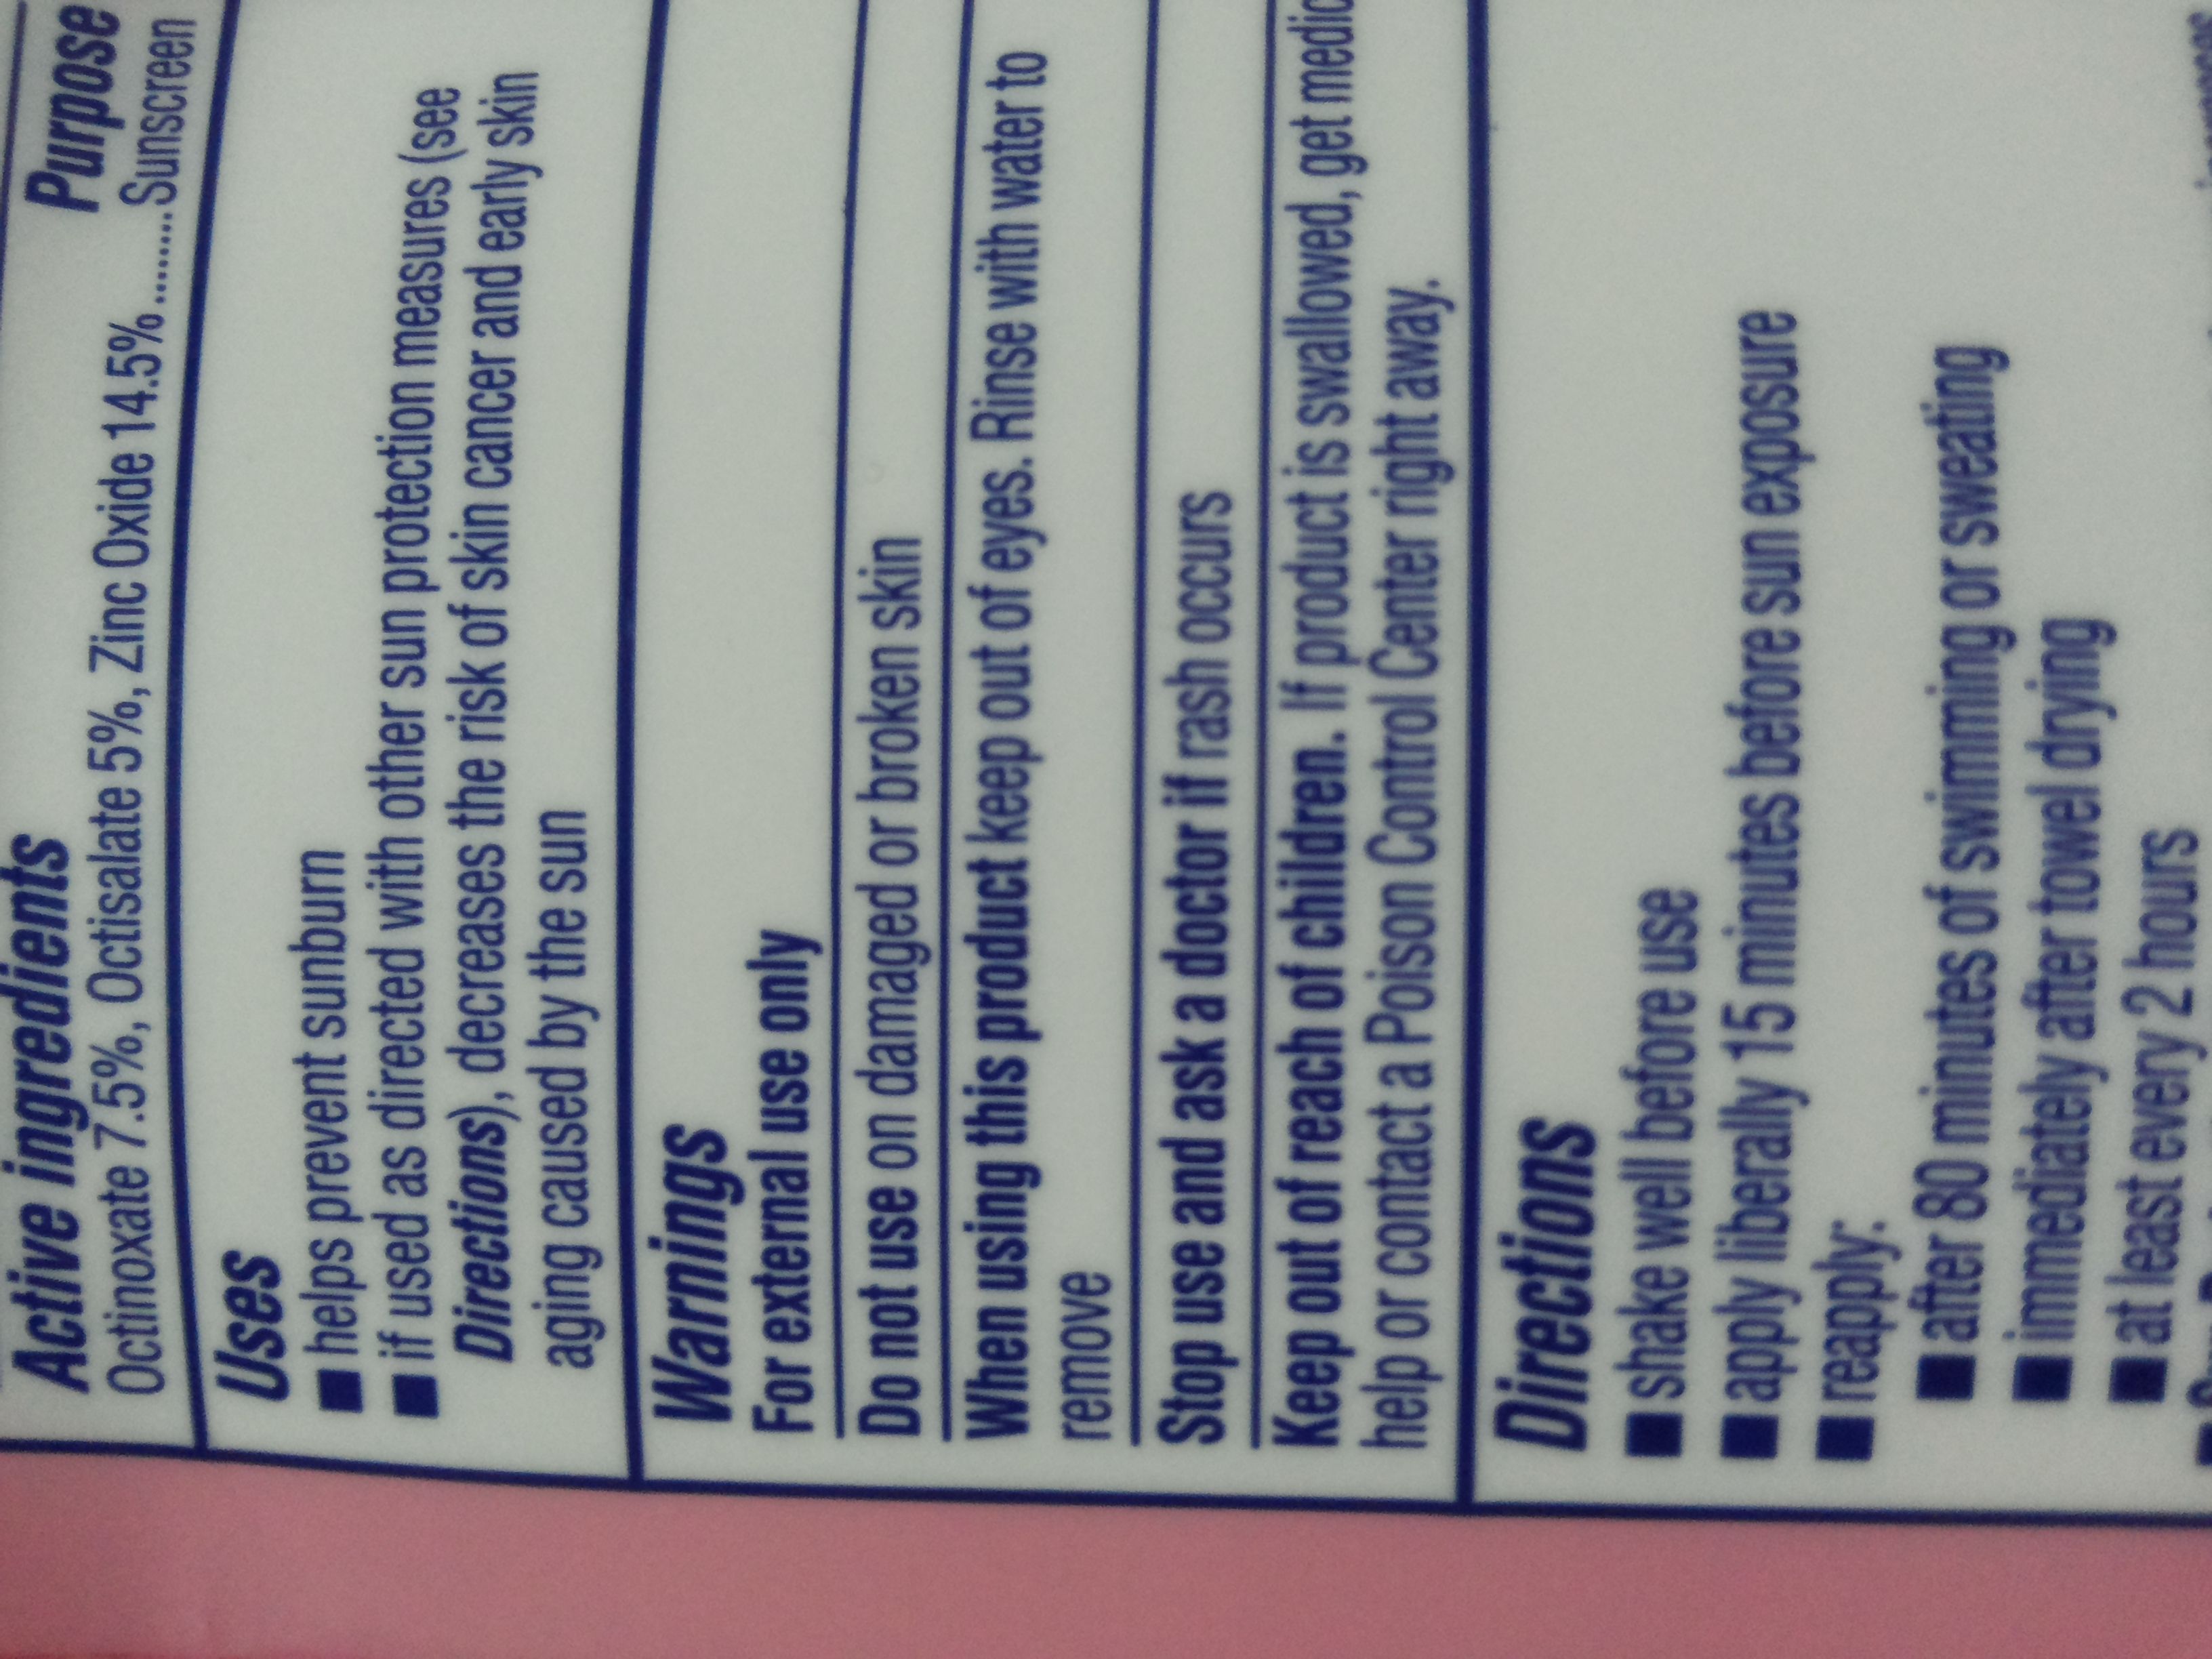 Active ingredients Purpose
Octinoxate 7.5%, Octisalate 5%, Zinc Oxide 14.5%........Sunscreen
Uses
■ helps prevent sunburn
■ if used as directed with other sun protection measures (see
Directions), decreases the risk of skin cancer and early skin
aging caused by the sun
Warnings
For external use only
Do not use on damaged or broken skin
When using this product keep out of eyes. Rinse with water to
remove
Stop use and ask a doctor if rash occurs
Keep out of reach of children. If product is swallowed, get medic
help or contact a Poison Control Center right away.
Directions
■ shake well before use
■ apply liberally 15 minutes before sun exposure
■ reapply:
■ after 80 minutes of swimming or sweating
■ immediately after towel drying
■ at least every 2 hours